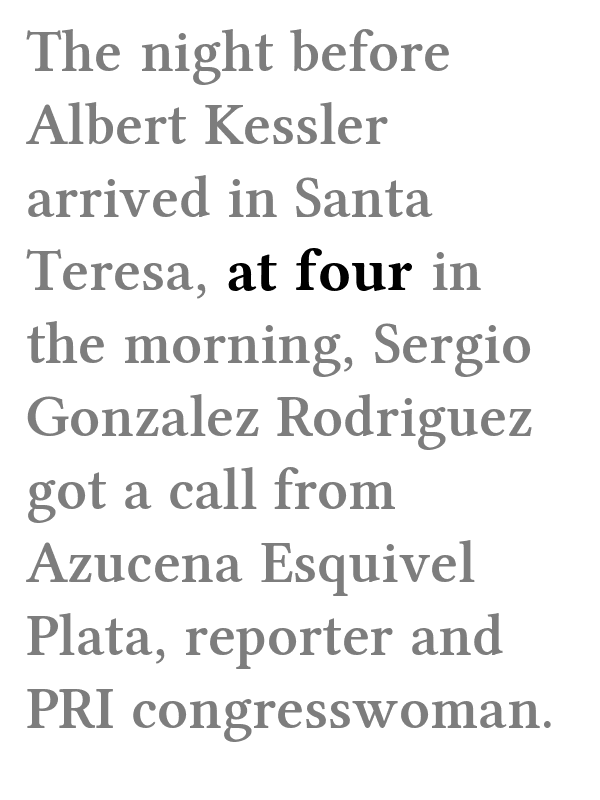 The night before
Albert Kessler
arrived in Santa
Teresa, at four in
the morning, Sergio
Gonzalez Rodriguez
got a call from
Azucena Esquivel
Plata, reporter and
PRI congresswoman.